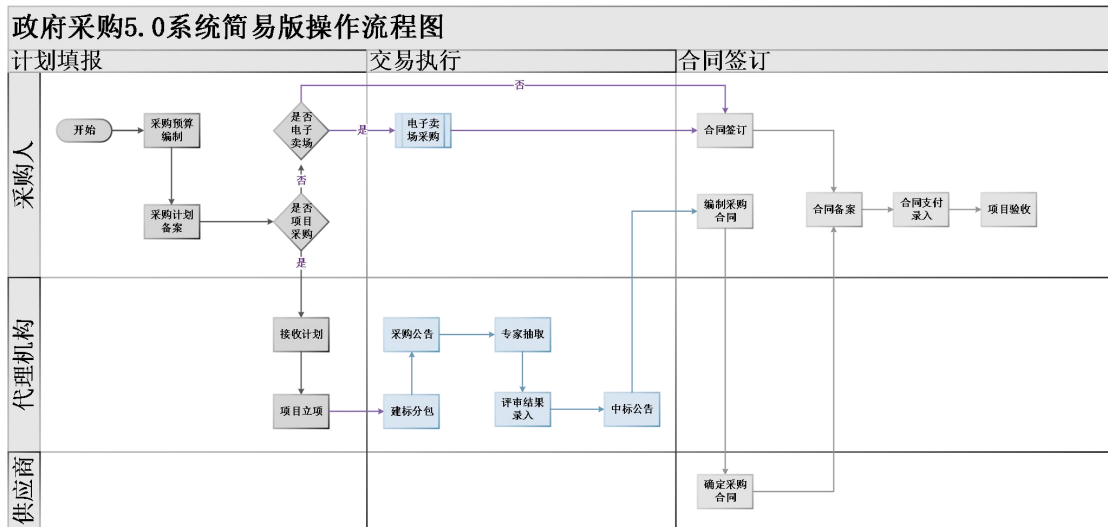 政府采购5.0系统简易版操作流程图
计划填报
交易执行
合同签订
采购人
开始
采购预算
编制
采购计划
备案
是否
电子
卖场
否
是
否
是否
项目
采购
是
电子卖
场采购
合同签订
编制采购
合同
合同备案
合同支付
录入
项目验收
代理机构
接收计划
项目立项
采购公告
建标分包
专家抽取
评审结果
录入
中标公告
供应商
确定采购
合同